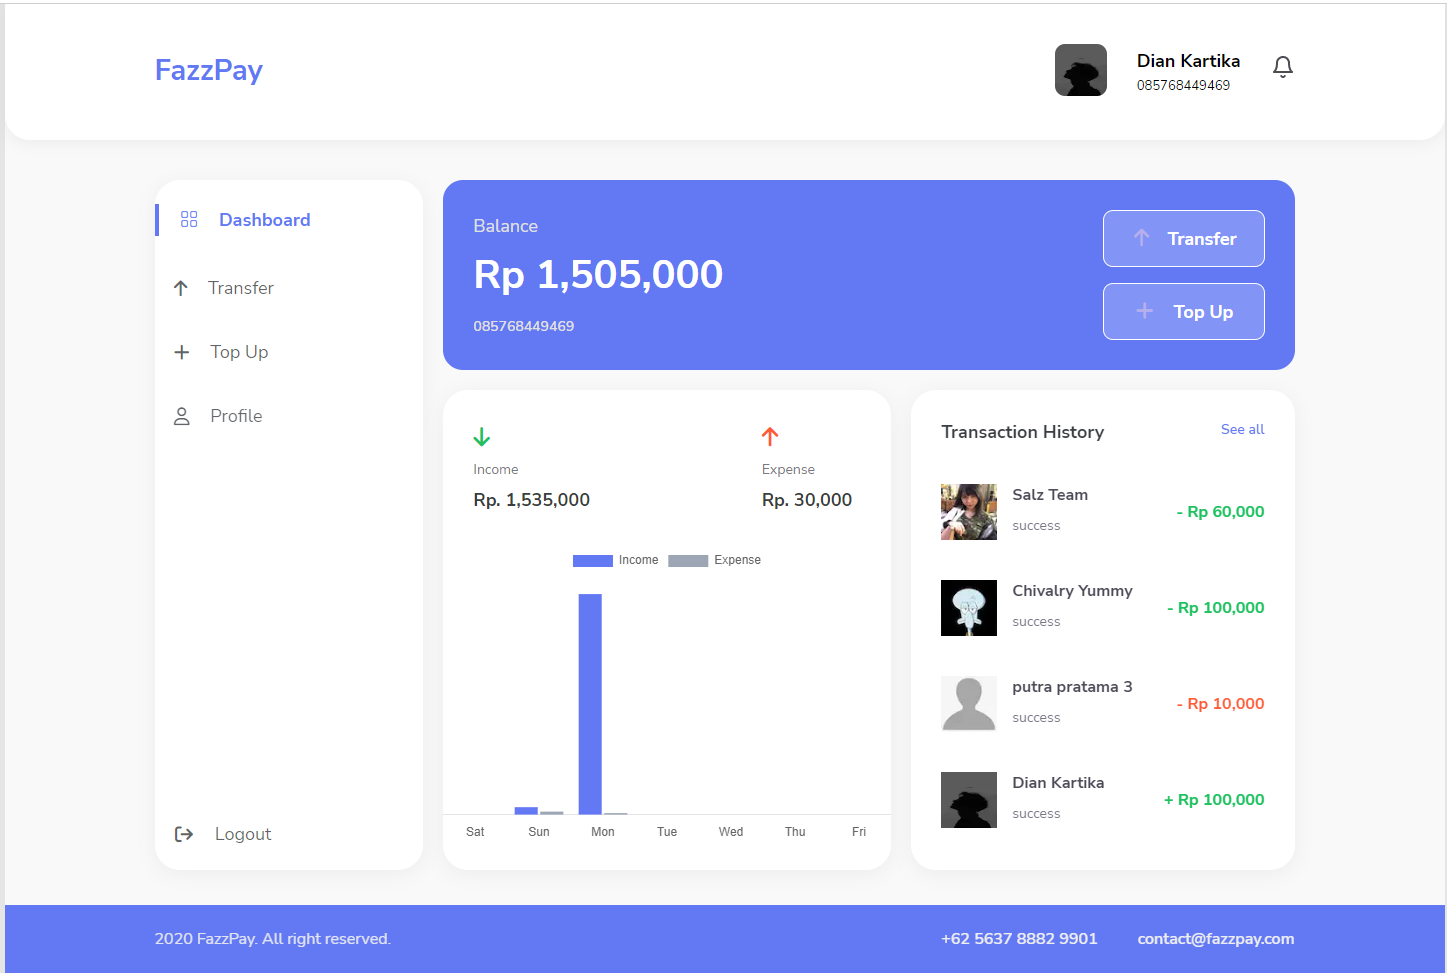 FazzPay
Dian Kartika
085768449469
Dashboard
Transfer
Top Up
Profile
Logout
Balance
Rp 1,505,000
085768449469
Transfer
Top Up
Income
Rp. 1,535,000
Expense
Rp. 30,000
Income Expense
Sat Sun Mon Tue Wed Thu Fri
Transaction History
See all
Salz Team
success
- Rp 60,000
Chivalry Yummy
success
- Rp 100,000
putra pratama 3
success
- Rp 10,000
Dian Kartika
success
+ Rp 100,000
2020 FazzPay. All right reserved.
+62 5637 8882 9901
contact@fazzpay.com